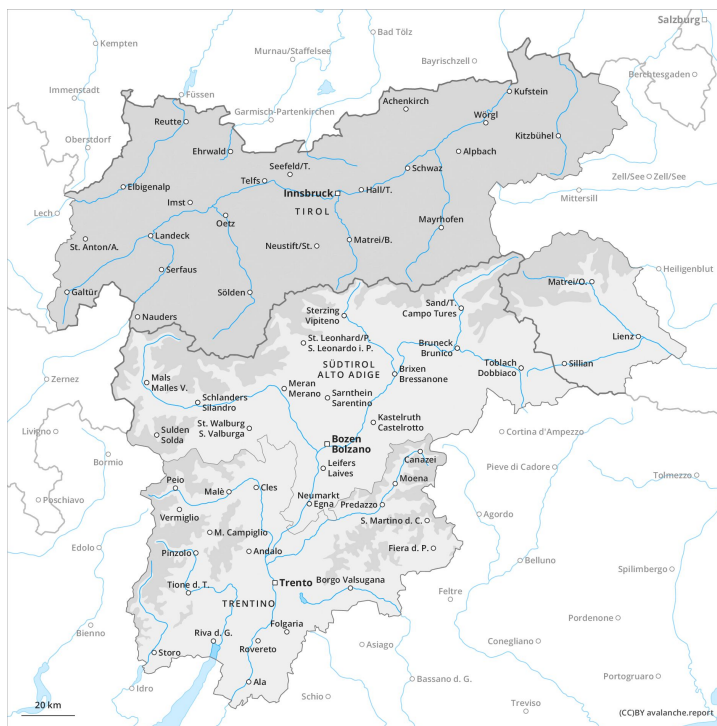 Salzburg
Kempten
Bad Tölz
Murnau/Staffelsee
Bayrischzell
Berchtesgaden
Immenstadt
Füssen
Garmisch-Partenkirchen
Achenkirch
Kufstein
Reutte
Wörgl
Oberstdorf
Ehrwald
Kitzbühel
Alpbach
Seefeld/T.
Schwaz
Telfs
Zell/See
Zell/See
Elbigenalp
Innsbruck
Hall/T.
Mittersill
Imst
TIROL
Lech
Oetz
Mayrhofen
Landeck
St. Anton/A.
Neustift/St.
Matrei/B.
Serfaus
Heiligenblut
Galtür
Sölden
Matrei/O.
Nauders
Sterzing
Vipiteno
Sand/T.
Campo Tures
Lienz
St. Leonhard/P.
S. Leonardo i. P.
Bruneck
Brunico
SÜDTIROL
ALTO ADIGE
Toblach
Dobbiaco
Sillian
Brixen
Bressanone
Zernez
Mals
Malles V.
Meran
Merano
Schlanders
Silandro
Sarnthein
Sarentino
St. Walburg
S. Valburga
Kastelruth
Castelrotto
Livigno
Sulden
Solda
Cortina d'Ampezzo
Bozen
Bolzano
Bormio
Canazei
Leifers
Laives
Pieve di Cadore
Tolmezzo
Peio
Moena
Malè
Cles
Neumarkt
Egna
Predazzo
Poschiavo
Vermiglio
S. Martino d. C.
Agordo
M. Campiglio
Edolo
Pinzolo
Andalo
Fiera d. P.
Belluno
Spilimbergo
Tione d. T.
Trento
Borgo Valsugana
Feltre
TRENTINO
Pordenone
Bienno
Folgaria
Riva d. G.
Conegliano
Storo
Rovereto
Asiago
Portogruaro
Ala
Bassano d. G.
Idro
Schio
Treviso
20 km
(CC)BY avalanche.report